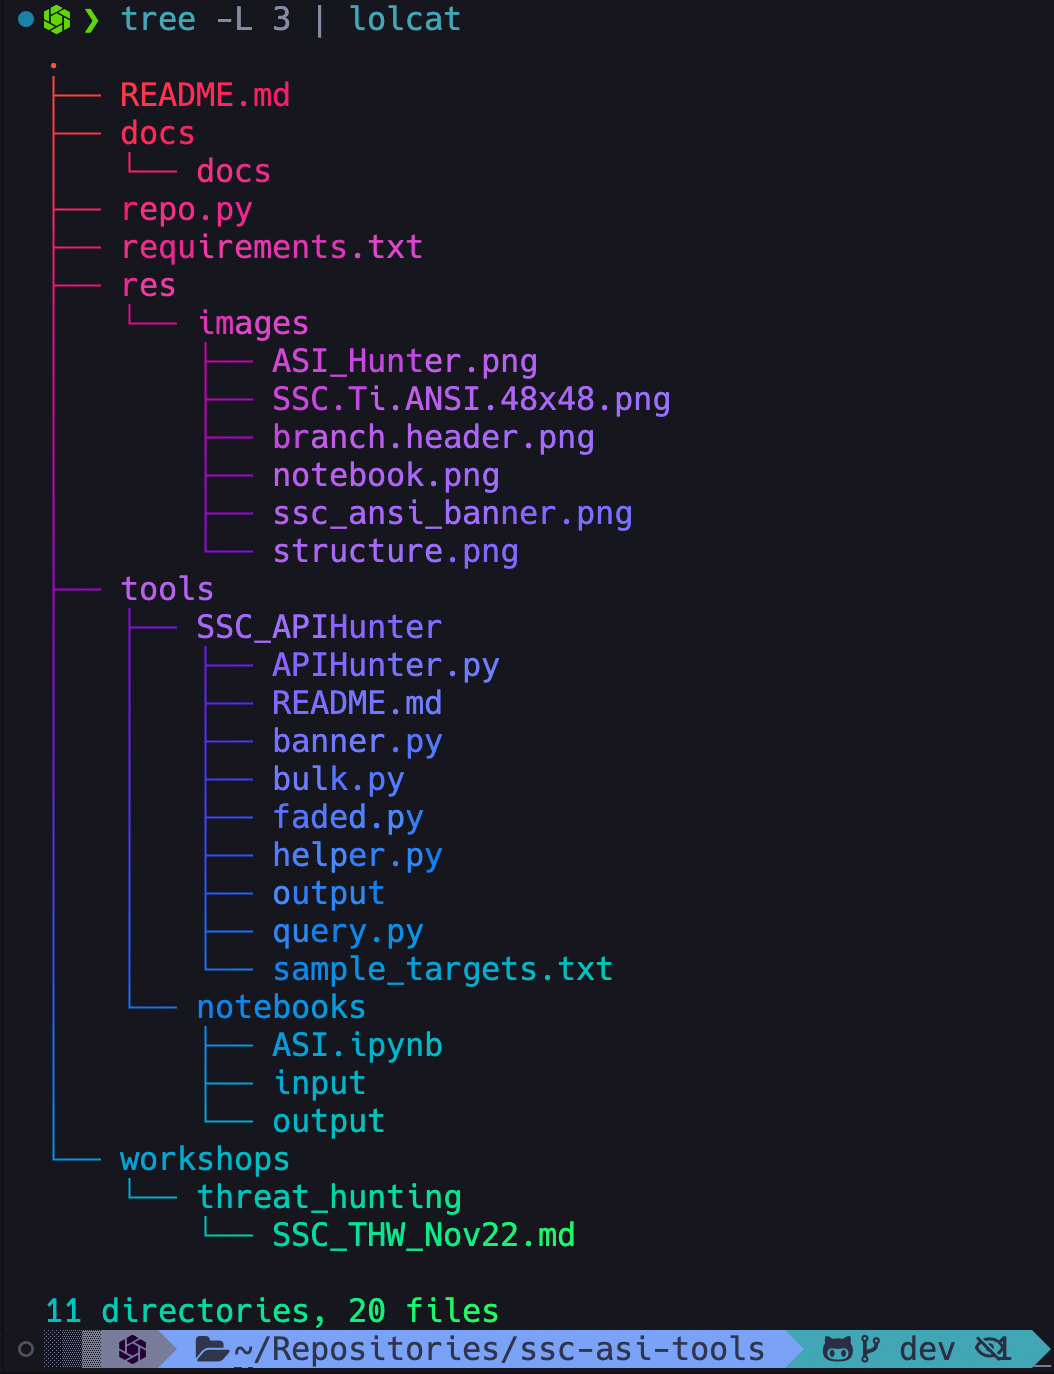 ❯ tree -L 3 | lolcat
.
├── README.md
├── docs
│   └── docs
├── repo.py
├── requirements.txt
├── res
│   └── images
│       ├── ASI_Hunter.png
│       ├── SSC.Ti.ANSI.48x48.png
│       ├── branch.header.png
│       ├── notebook.png
│       ├── ssc_ansi_banner.png
│       └── structure.png
├── tools
│   ├── SSC_APIHunter
│   │   ├── APIHunter.py
│   │   ├── README.md
│   │   ├── banner.py
│   │   ├── bulk.py
│   │   ├── faded.py
│   │   ├── helper.py
│   │   ├── output
│   │   ├── query.py
│   │   └── sample_targets.txt
│   └── notebooks
│       ├── ASI.ipynb
│       ├── input
│       └── output
└── workshops
    └── threat_hunting
        └── SSC_THW_Nov22.md

11 directories, 20 files
~/Repositories/ssc-asi-tools dev 1